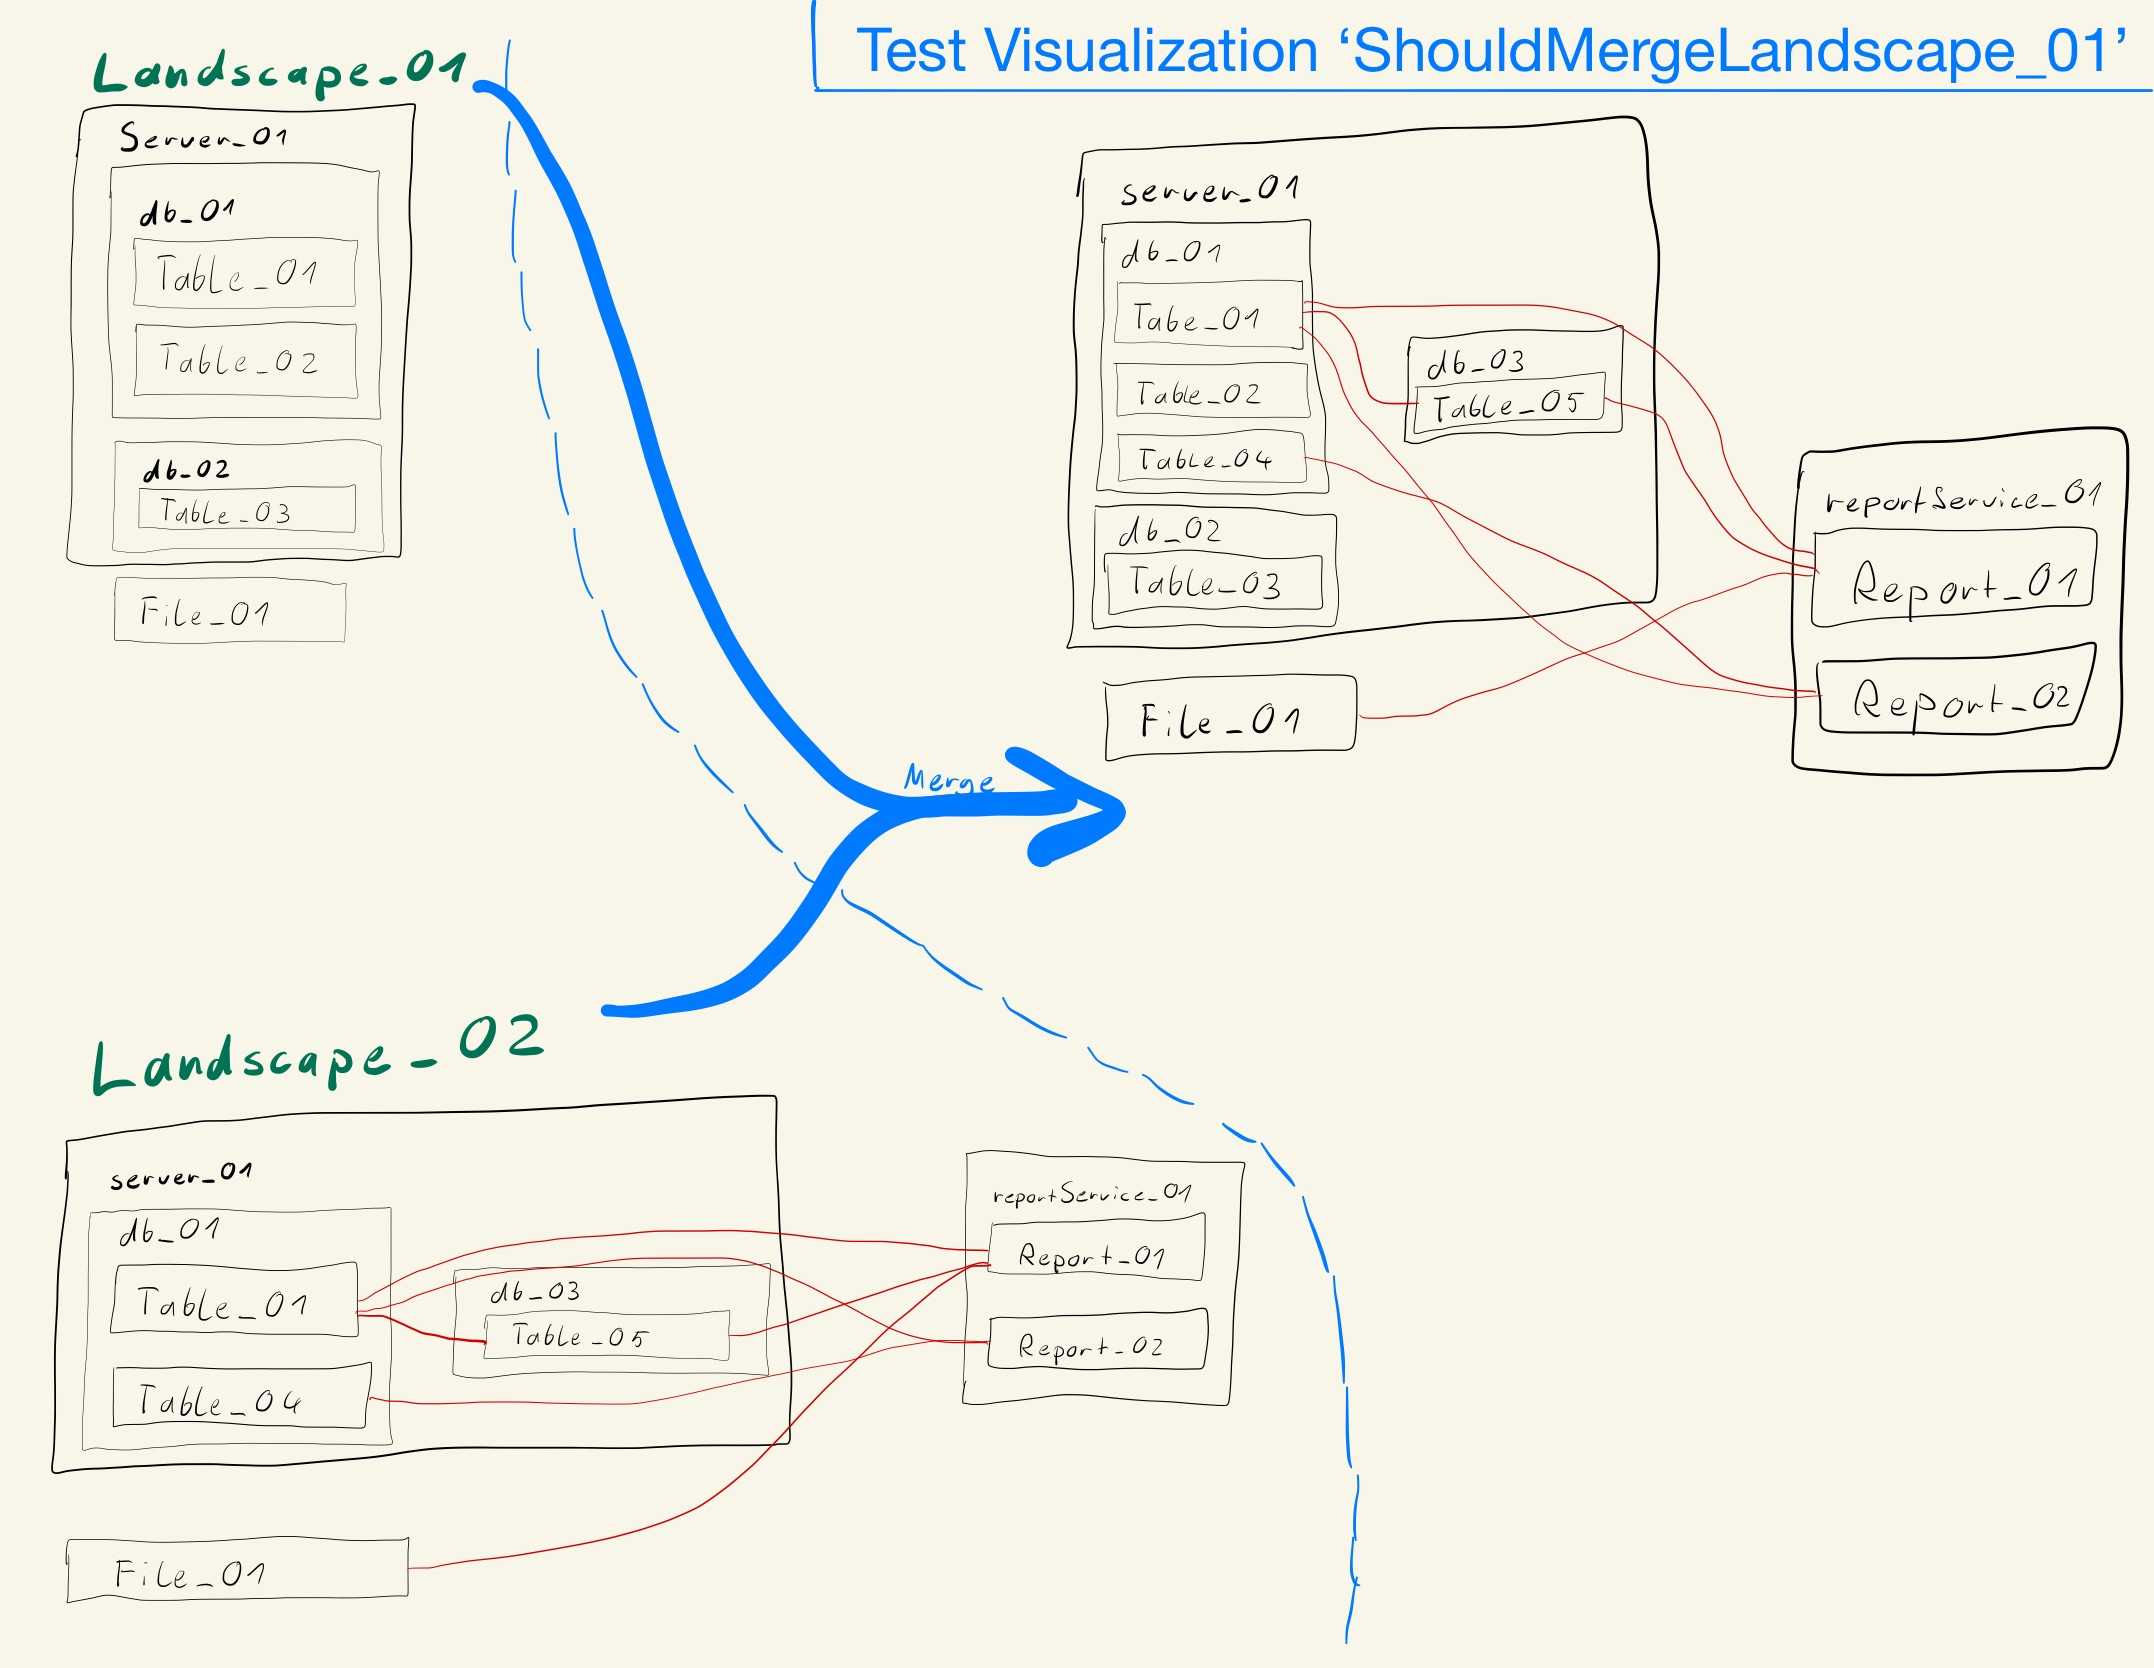 Test Visualization ‘ShouldMergeLandscape_01’
Landscape_01
Server_01
db_01
Table_01
Table_02
db_02
Table_03
File_01
Merge
server_01
db_01
Tabe_01
Table_02
Table_04
db_03
Table_05
db_02
Table_03
File_01
reportService_01
Report_01
Report_02
Landscape_02
server_01
db_01
Table_01
Table_04
db_03
Table_05
File_01
reportService_01
Report_01
Report_02